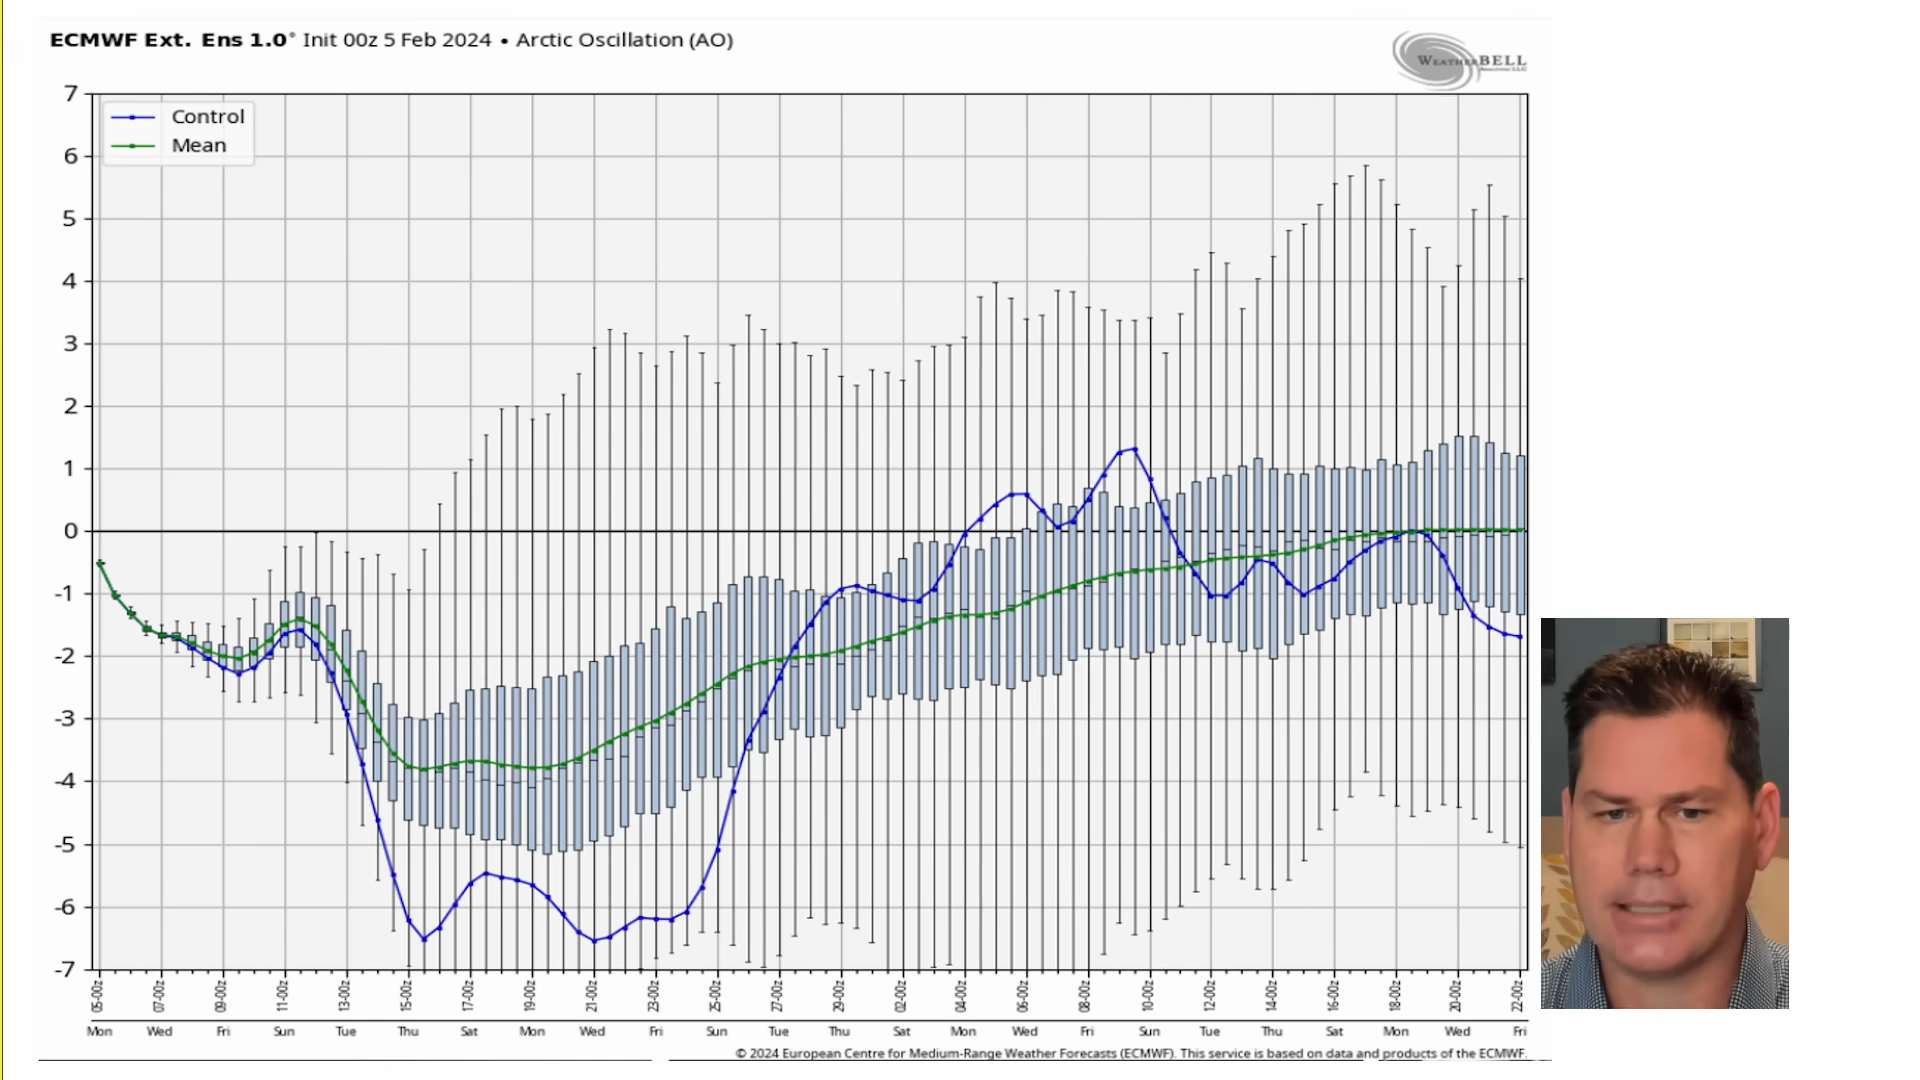 ECMWF Ext. Ens 1.0° Init 00z 5 Feb 2024 • Arctic Oscillation (AO)
WEATHERBELL
Control
Mean
7
6
5
4
3
2
1
0
-1
-2
-3
-4
-5
-6
-7
05-00z 07-00z 09-00z 11-00z 13-00z 15-00z 17-00z 19-00z 21-00z 23-00z 25-00z 27-00z 29-00z 02-00z 04-00z 06-00z 08-00z 10-00z 12-00z 14-00z 16-00z 18-00z 20-00z 22-00z
Mon Wed Fri Sun Tue Thu Sat Mon Wed Fri Sun Tue Thu Sat Mon Wed Fri Sun Tue Thu Sat Mon Wed Fri
© 2024 European Centre for Medium-Range Weather Forecasts (ECMWF). This service is based on data and products of the ECMWF.